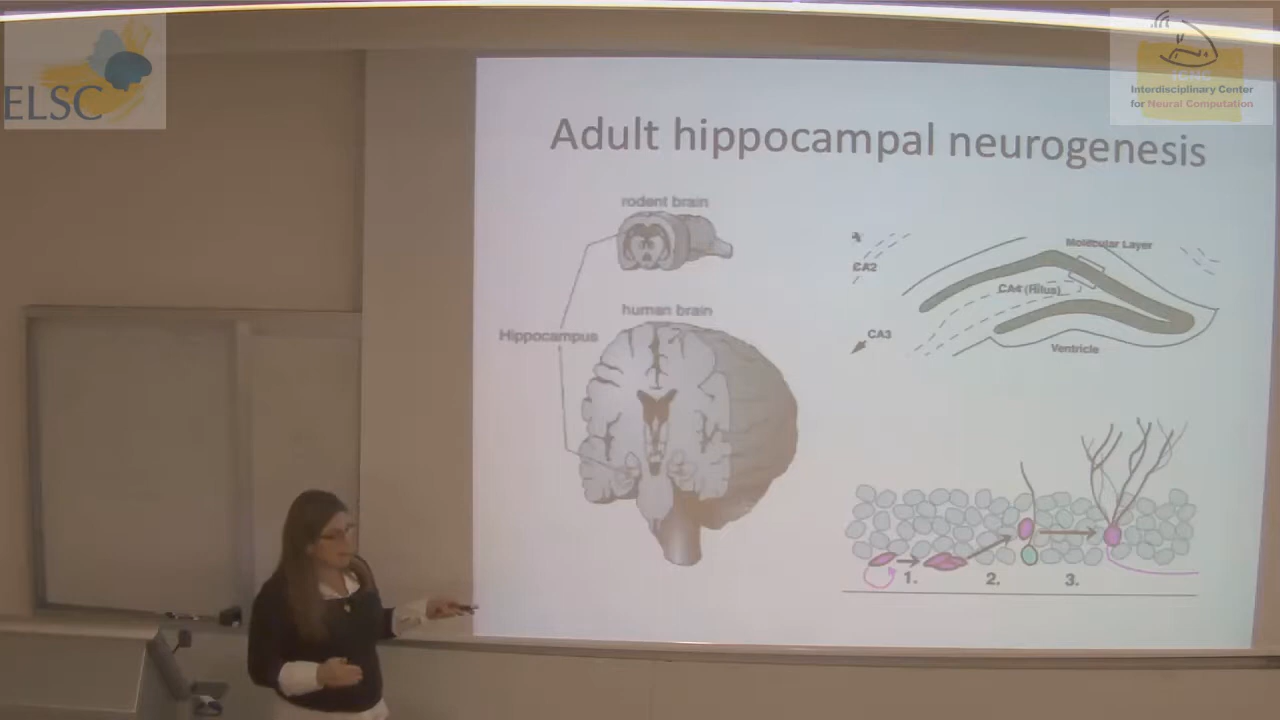 ELSC
ICNC
Interdisciplinary Center
for Neural Computation
Adult hippocampal neurogenesis
rodent brain
human brain
Hippocampus
Molecular Layer
CA2
CA4 (Hilus)
CA3
Ventricle
1.
2.
3.